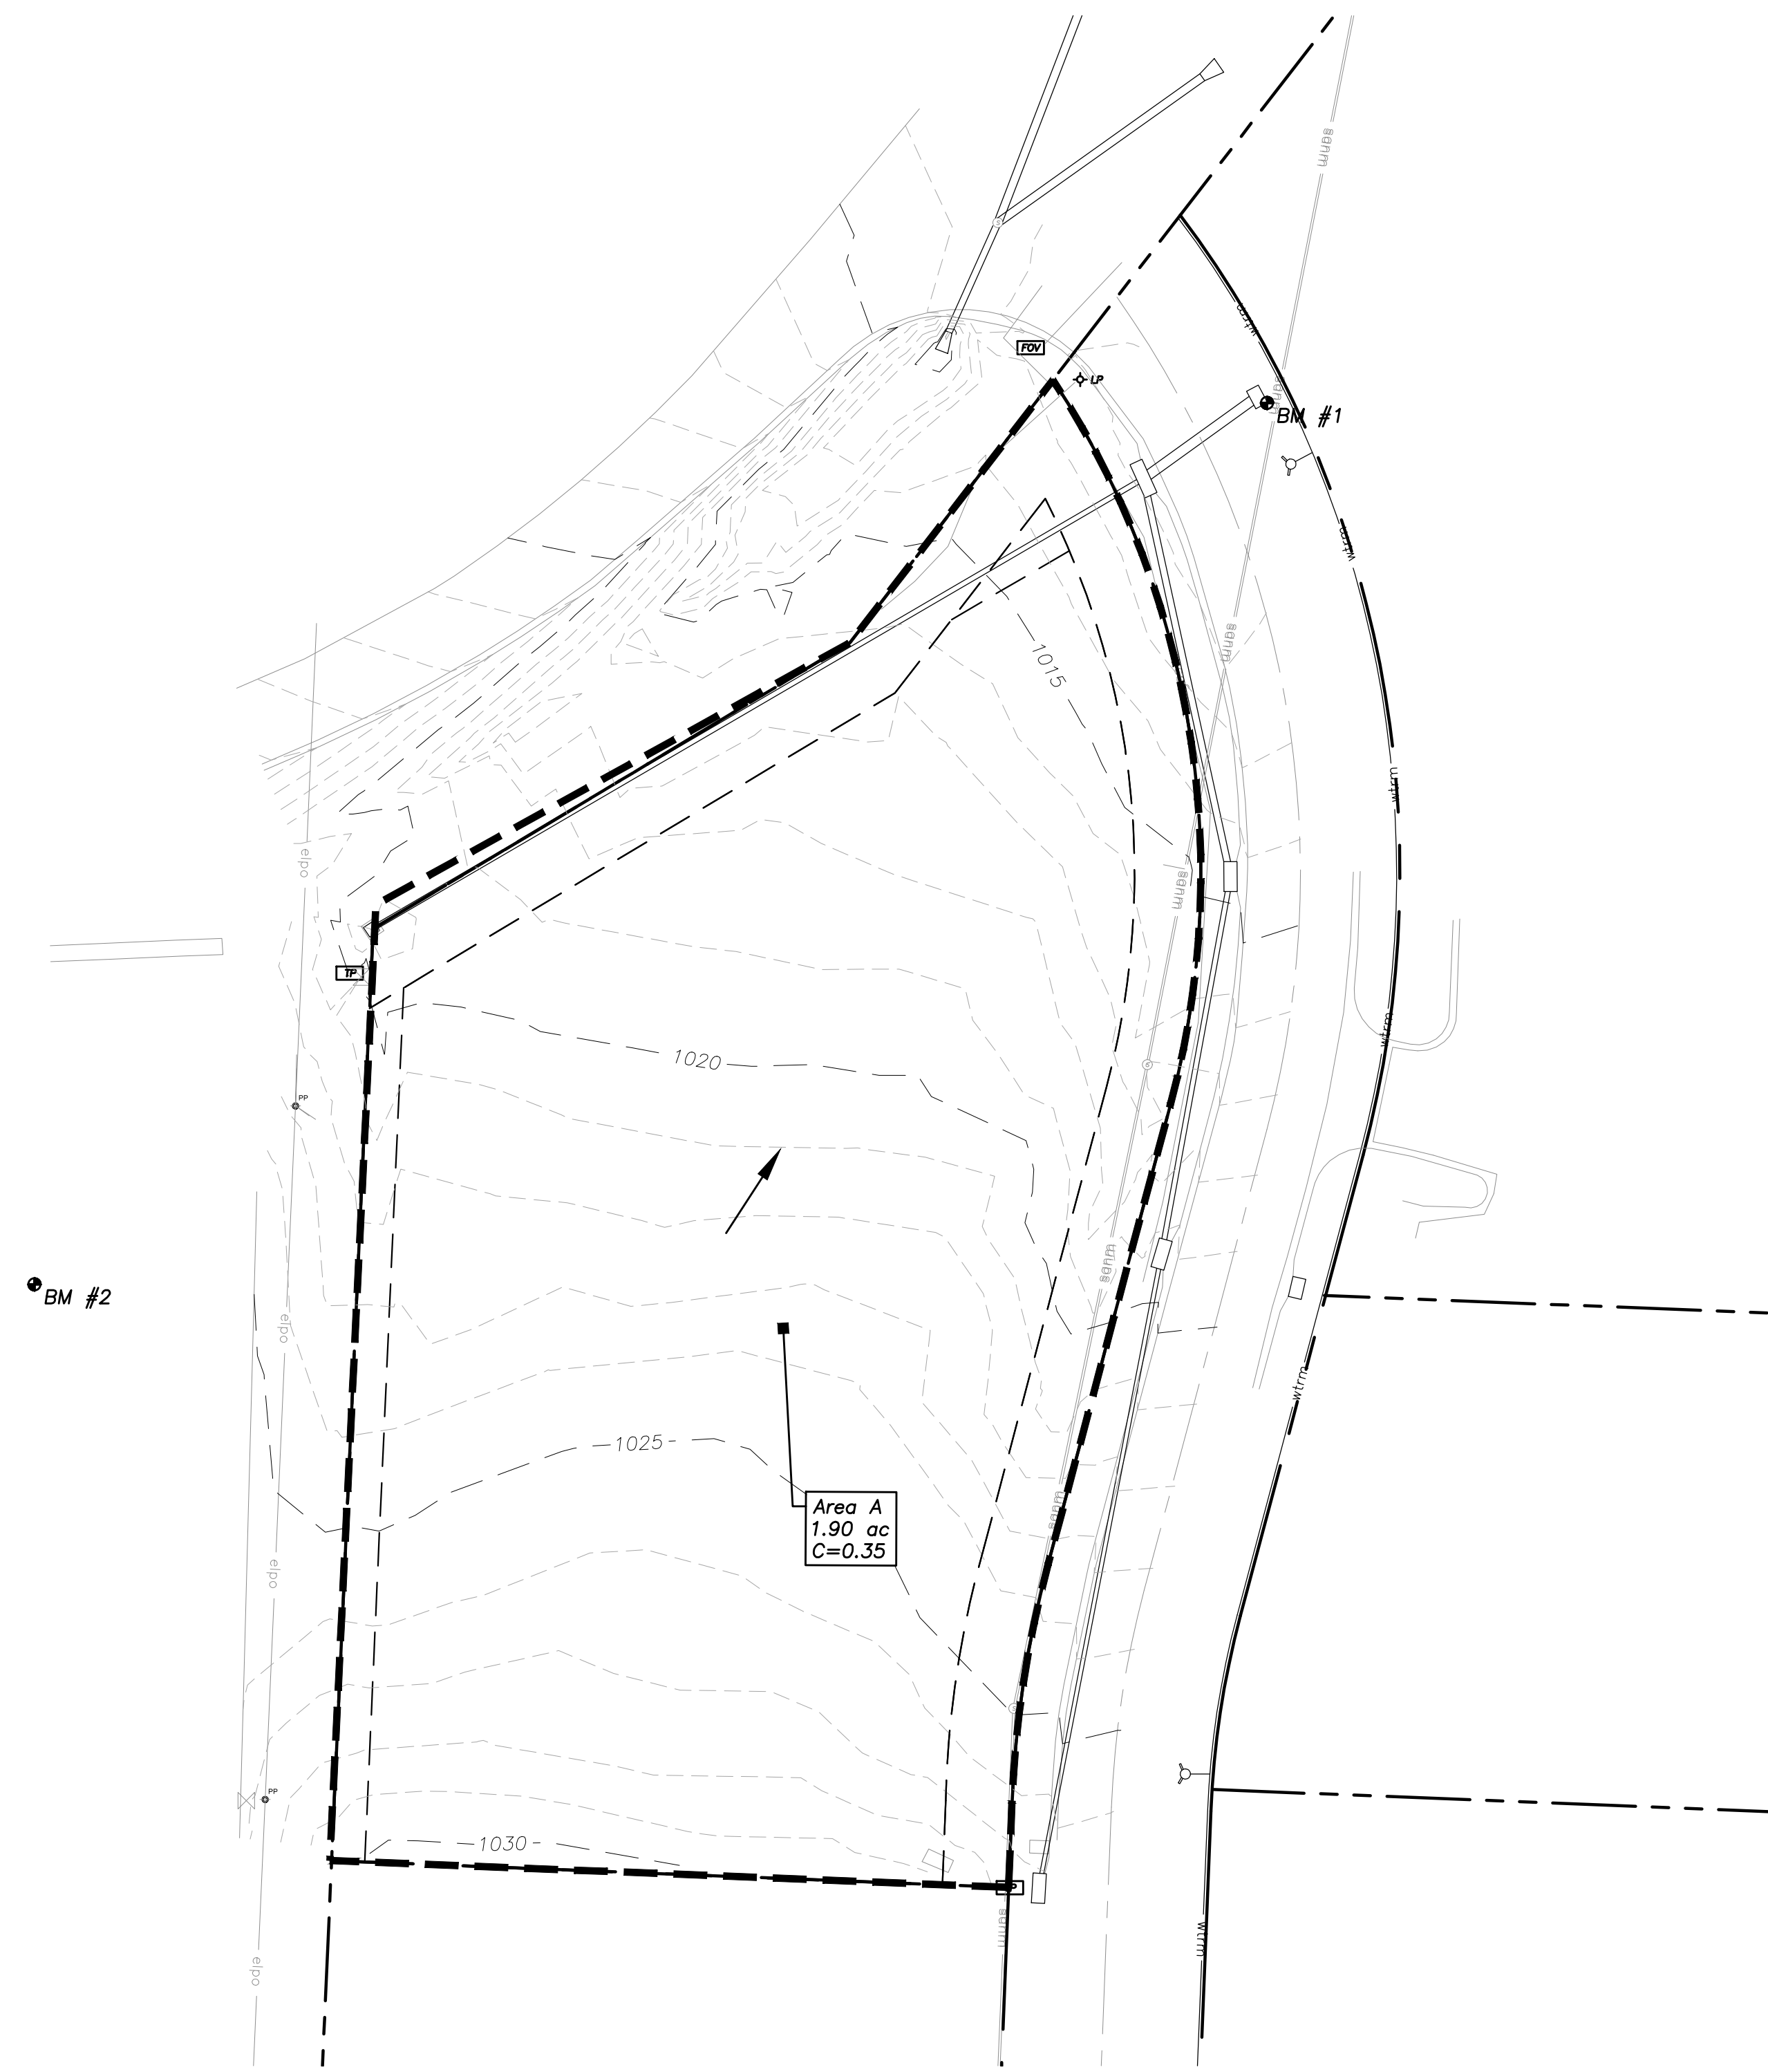 sanm
wtrm
FOV
LP
sanm
BM #1
wtrm
sanm
1015
wtrm
elpo
sanm
TP
wtrm
1020
PP
sanm
BM #2
elpo
wtrm
1025
Area A
1.90 ac
C=0.35
sanm
elpo
PP
1030
sanm
wtrm
elpo